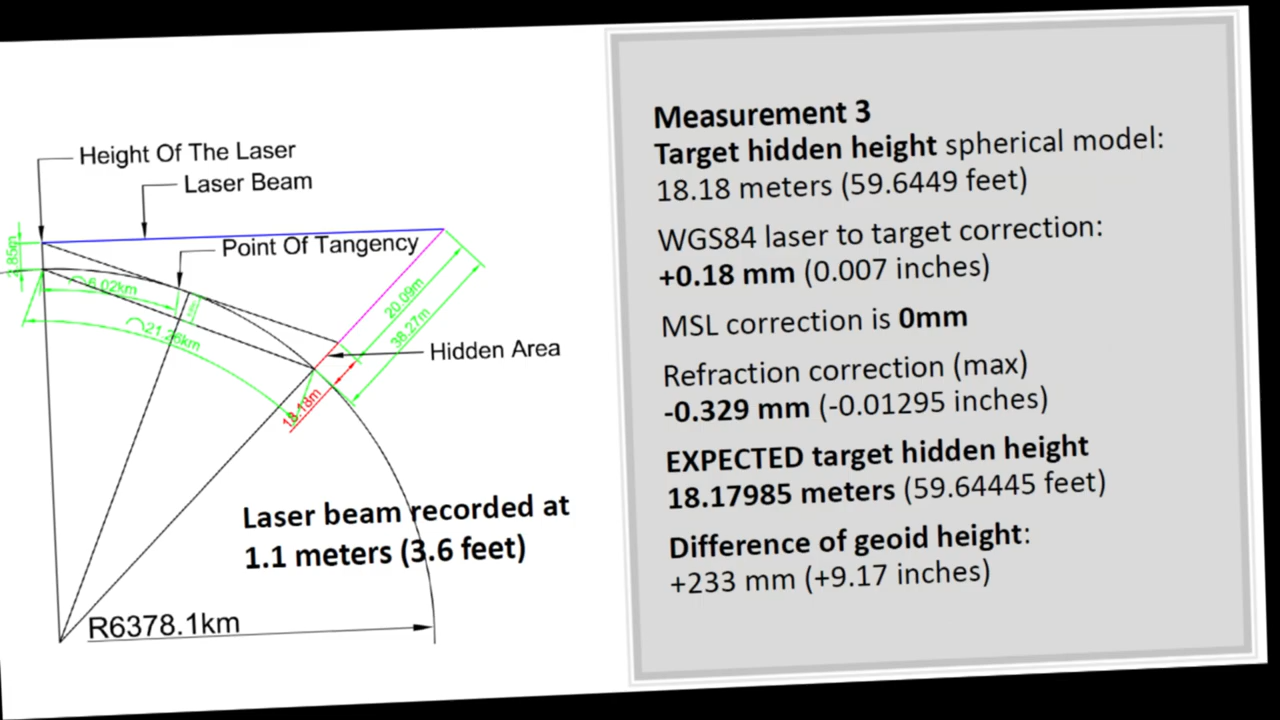 Height Of The Laser
Laser Beam
Point Of Tangency
6.02km
20.09m
38.27m
Hidden Area
18.18m
Laser beam recorded at
1.1 meters (3.6 feet)
R6378.1km
Measurement 3
Target hidden height spherical model:
18.18 meters (59.6449 feet)
WGS84 laser to target correction:
+0.18 mm (0.007 inches)
MSL correction is 0mm
Refraction correction (max)
-0.329 mm (-0.01295 inches)
EXPECTED target hidden height
18.17985 meters (59.64445 feet)
Difference of geoid height:
+233 mm (+9.17 inches)